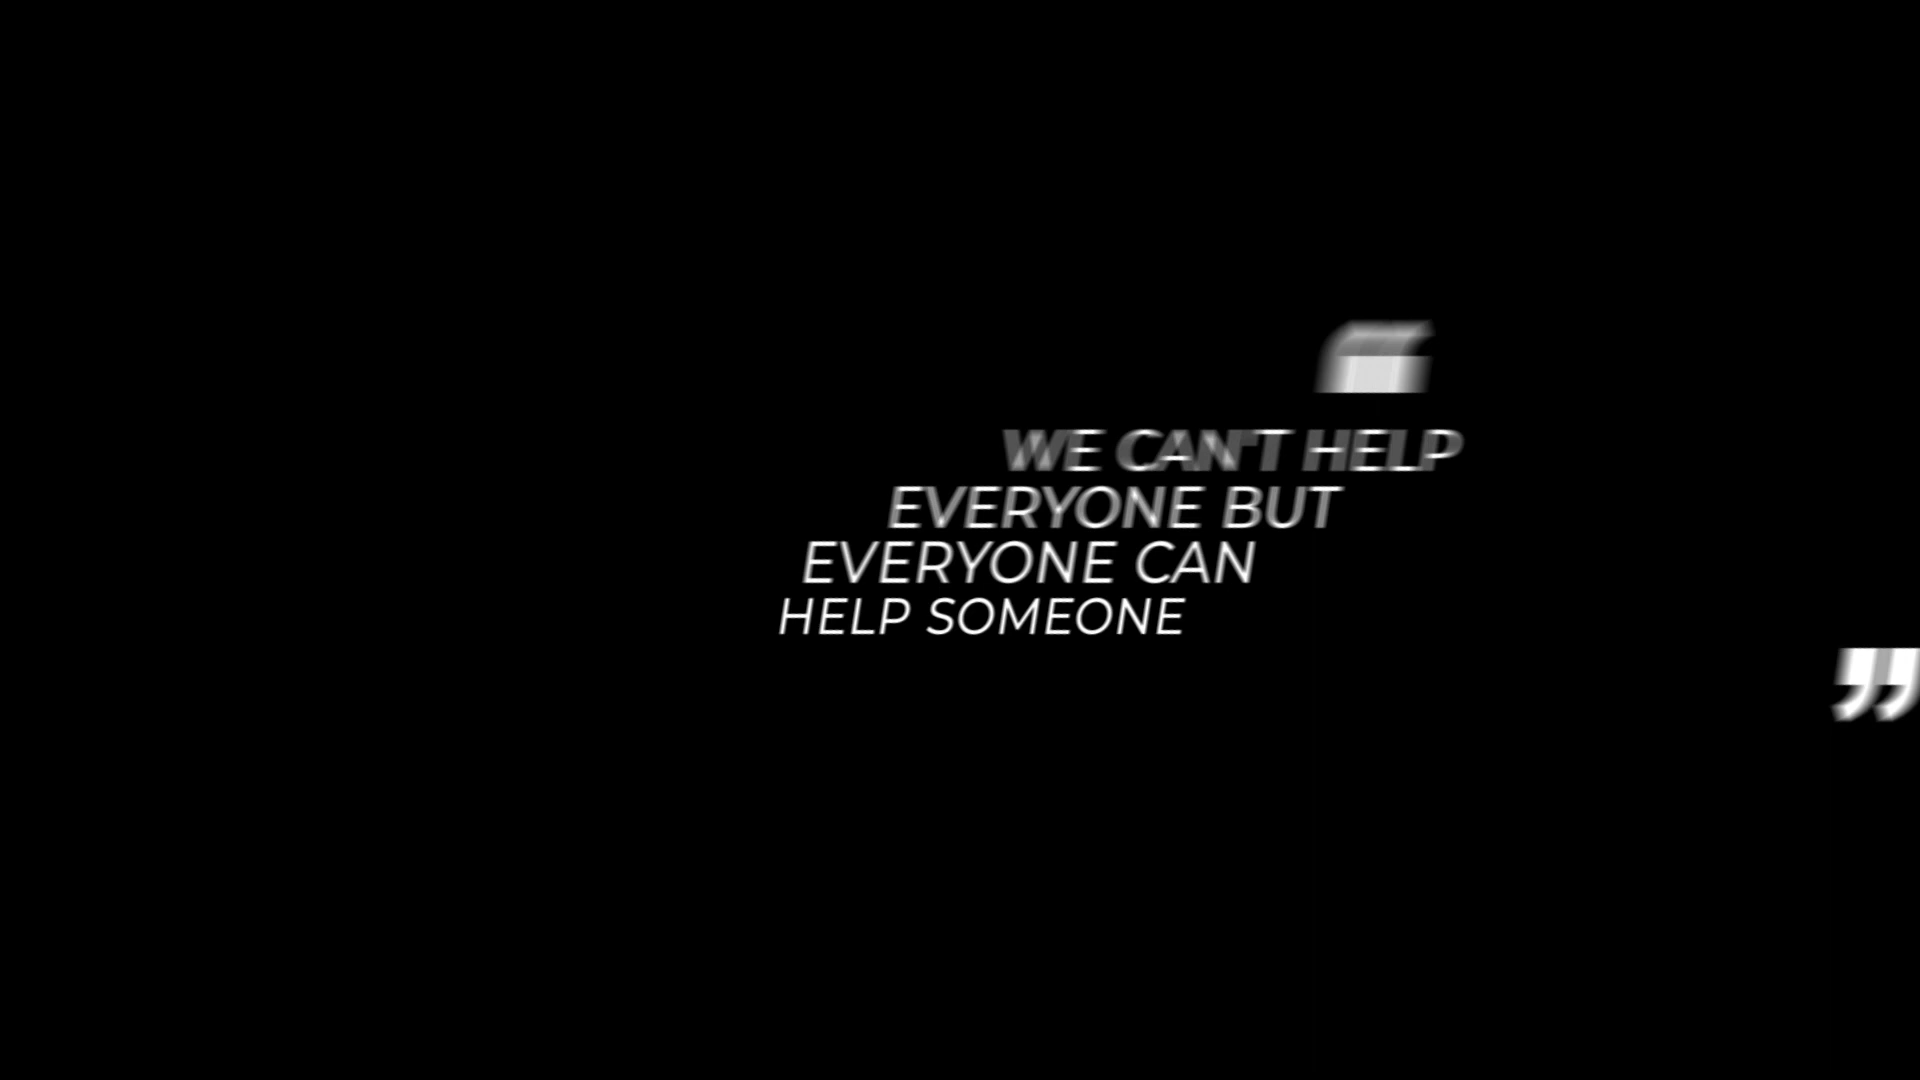 “
WE CAN'T HELP
EVERYONE BUT
EVERYONE CAN
HELP SOMEONE
”